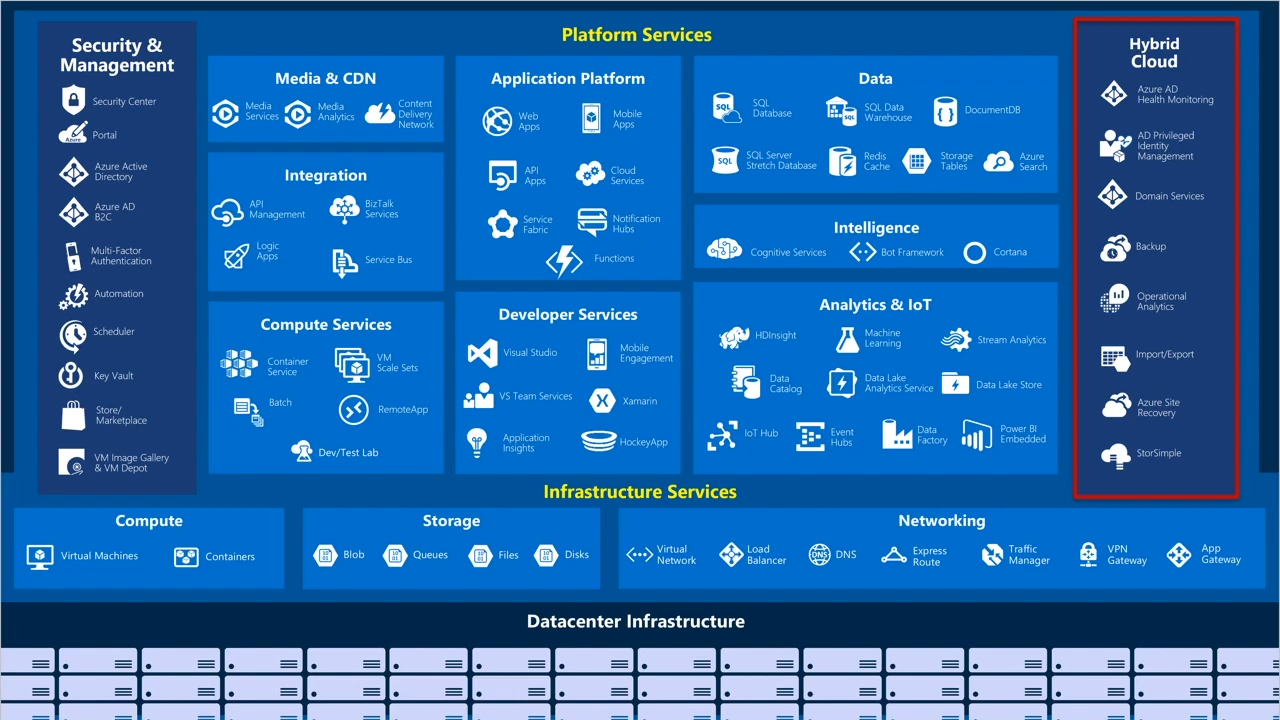 Platform Services
Security &
Management
Security Center
Portal
Azure
Azure Active
Directory
Azure AD
B2C
Multi-Factor
Authentication
Automation
Scheduler
Key Vault
Store/
Marketplace
VM Image Gallery
& VM Depot
Media & CDN
Media
Services
Media
Analytics
Content
Delivery
Network
Integration
API
Management
BizTalk
Services
Logic
Apps
Service Bus
Compute Services
Container
Service
VM
Scale Sets
Batch
RemoteApp
Dev/Test Lab
Application Platform
Web
Apps
Mobile
Apps
API
Apps
Cloud
Services
Service
Fabric
Notification
Hubs
Functions
Developer Services
Visual Studio
Mobile
Engagement
VS Team Services
Xamarin
Application
Insights
HockeyApp
Data
SQL
SQL
Database
SQL
SQL Data
Warehouse
DocumentDB
SQL
SQL Server
Stretch Database
Redis
Cache
Storage
Tables
Azure
Search
Intelligence
Cognitive Services
Bot Framework
Cortana
Analytics & IoT
HDInsight
Machine
Learning
Stream Analytics
Data
Catalog
Data Lake
Analytics Service
Data Lake Store
IoT Hub
Event
Hubs
Data
Factory
Power BI
Embedded
Hybrid
Cloud
Azure AD
Health Monitoring
AD Privileged
Identity
Management
Domain Services
Backup
Operational
Analytics
Import/Export
Azure Site
Recovery
StorSimple
Infrastructure Services
Compute
Virtual Machines
Containers
Storage
Blob
Queues
Files
Disks
Networking
Virtual
Network
Load
Balancer
DNS
DNS
Express
Route
Traffic
Manager
VPN
Gateway
App
Gateway
Datacenter Infrastructure